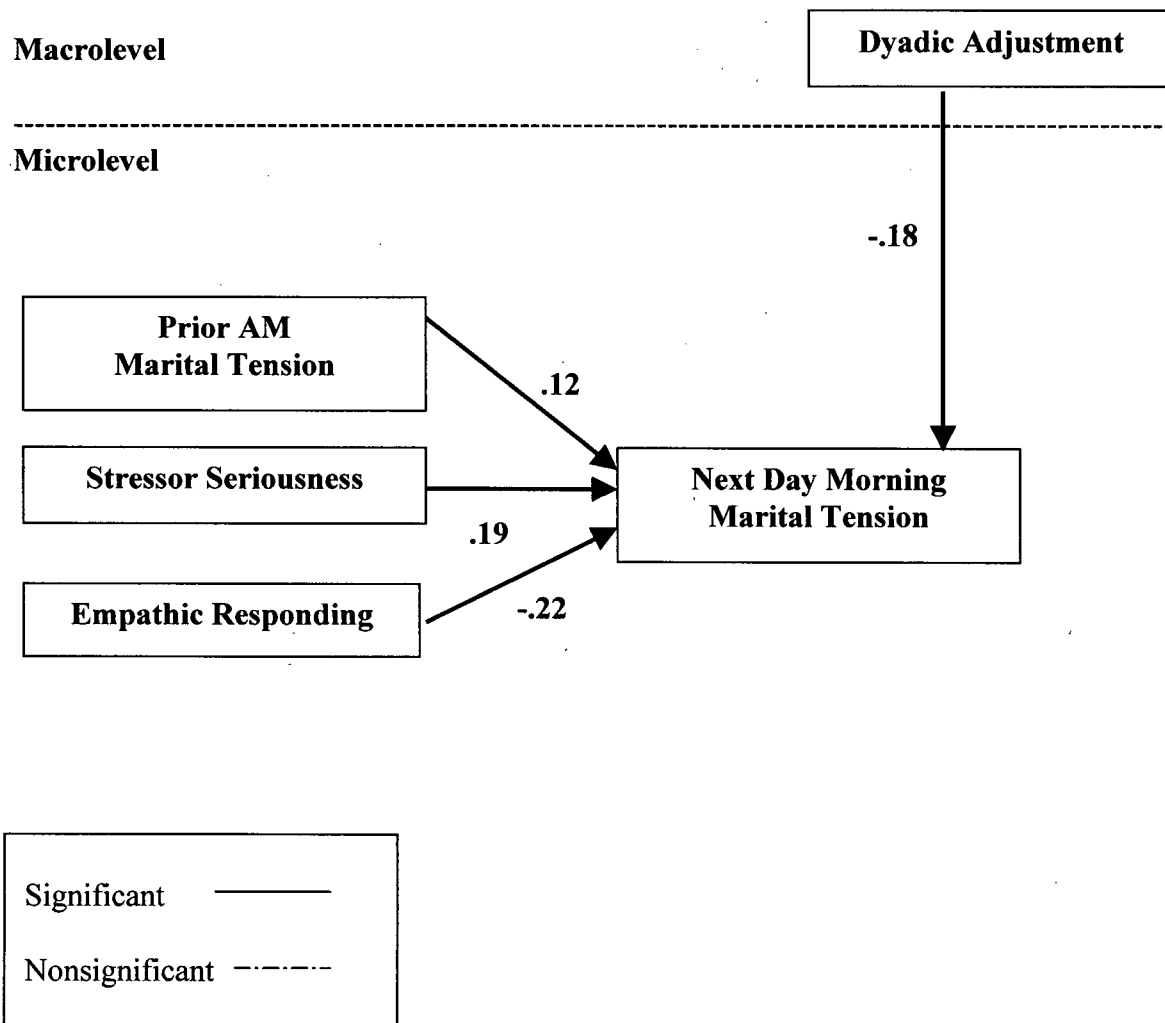 Macrolevel
Dyadic Adjustment
Microlevel
-.18
Prior AM
Marital Tension
.12
Stressor Seriousness
Next Day Morning
Marital Tension
.19
Empathic Responding
-.22
Significant
Nonsignificant